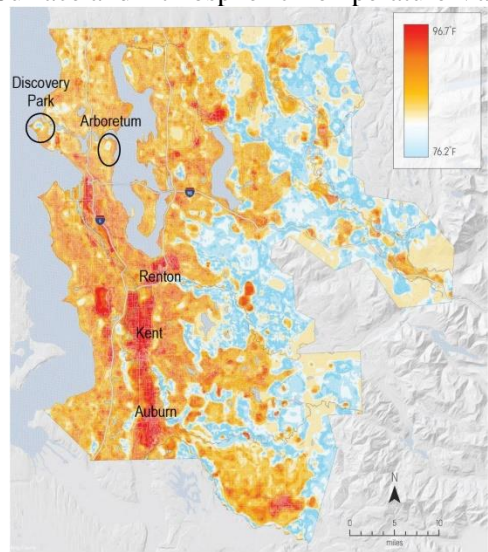 96.7°F
76.2°F
Discovery
Park
Arboretum
Renton
Kent
Auburn
N
0 5 10
miles